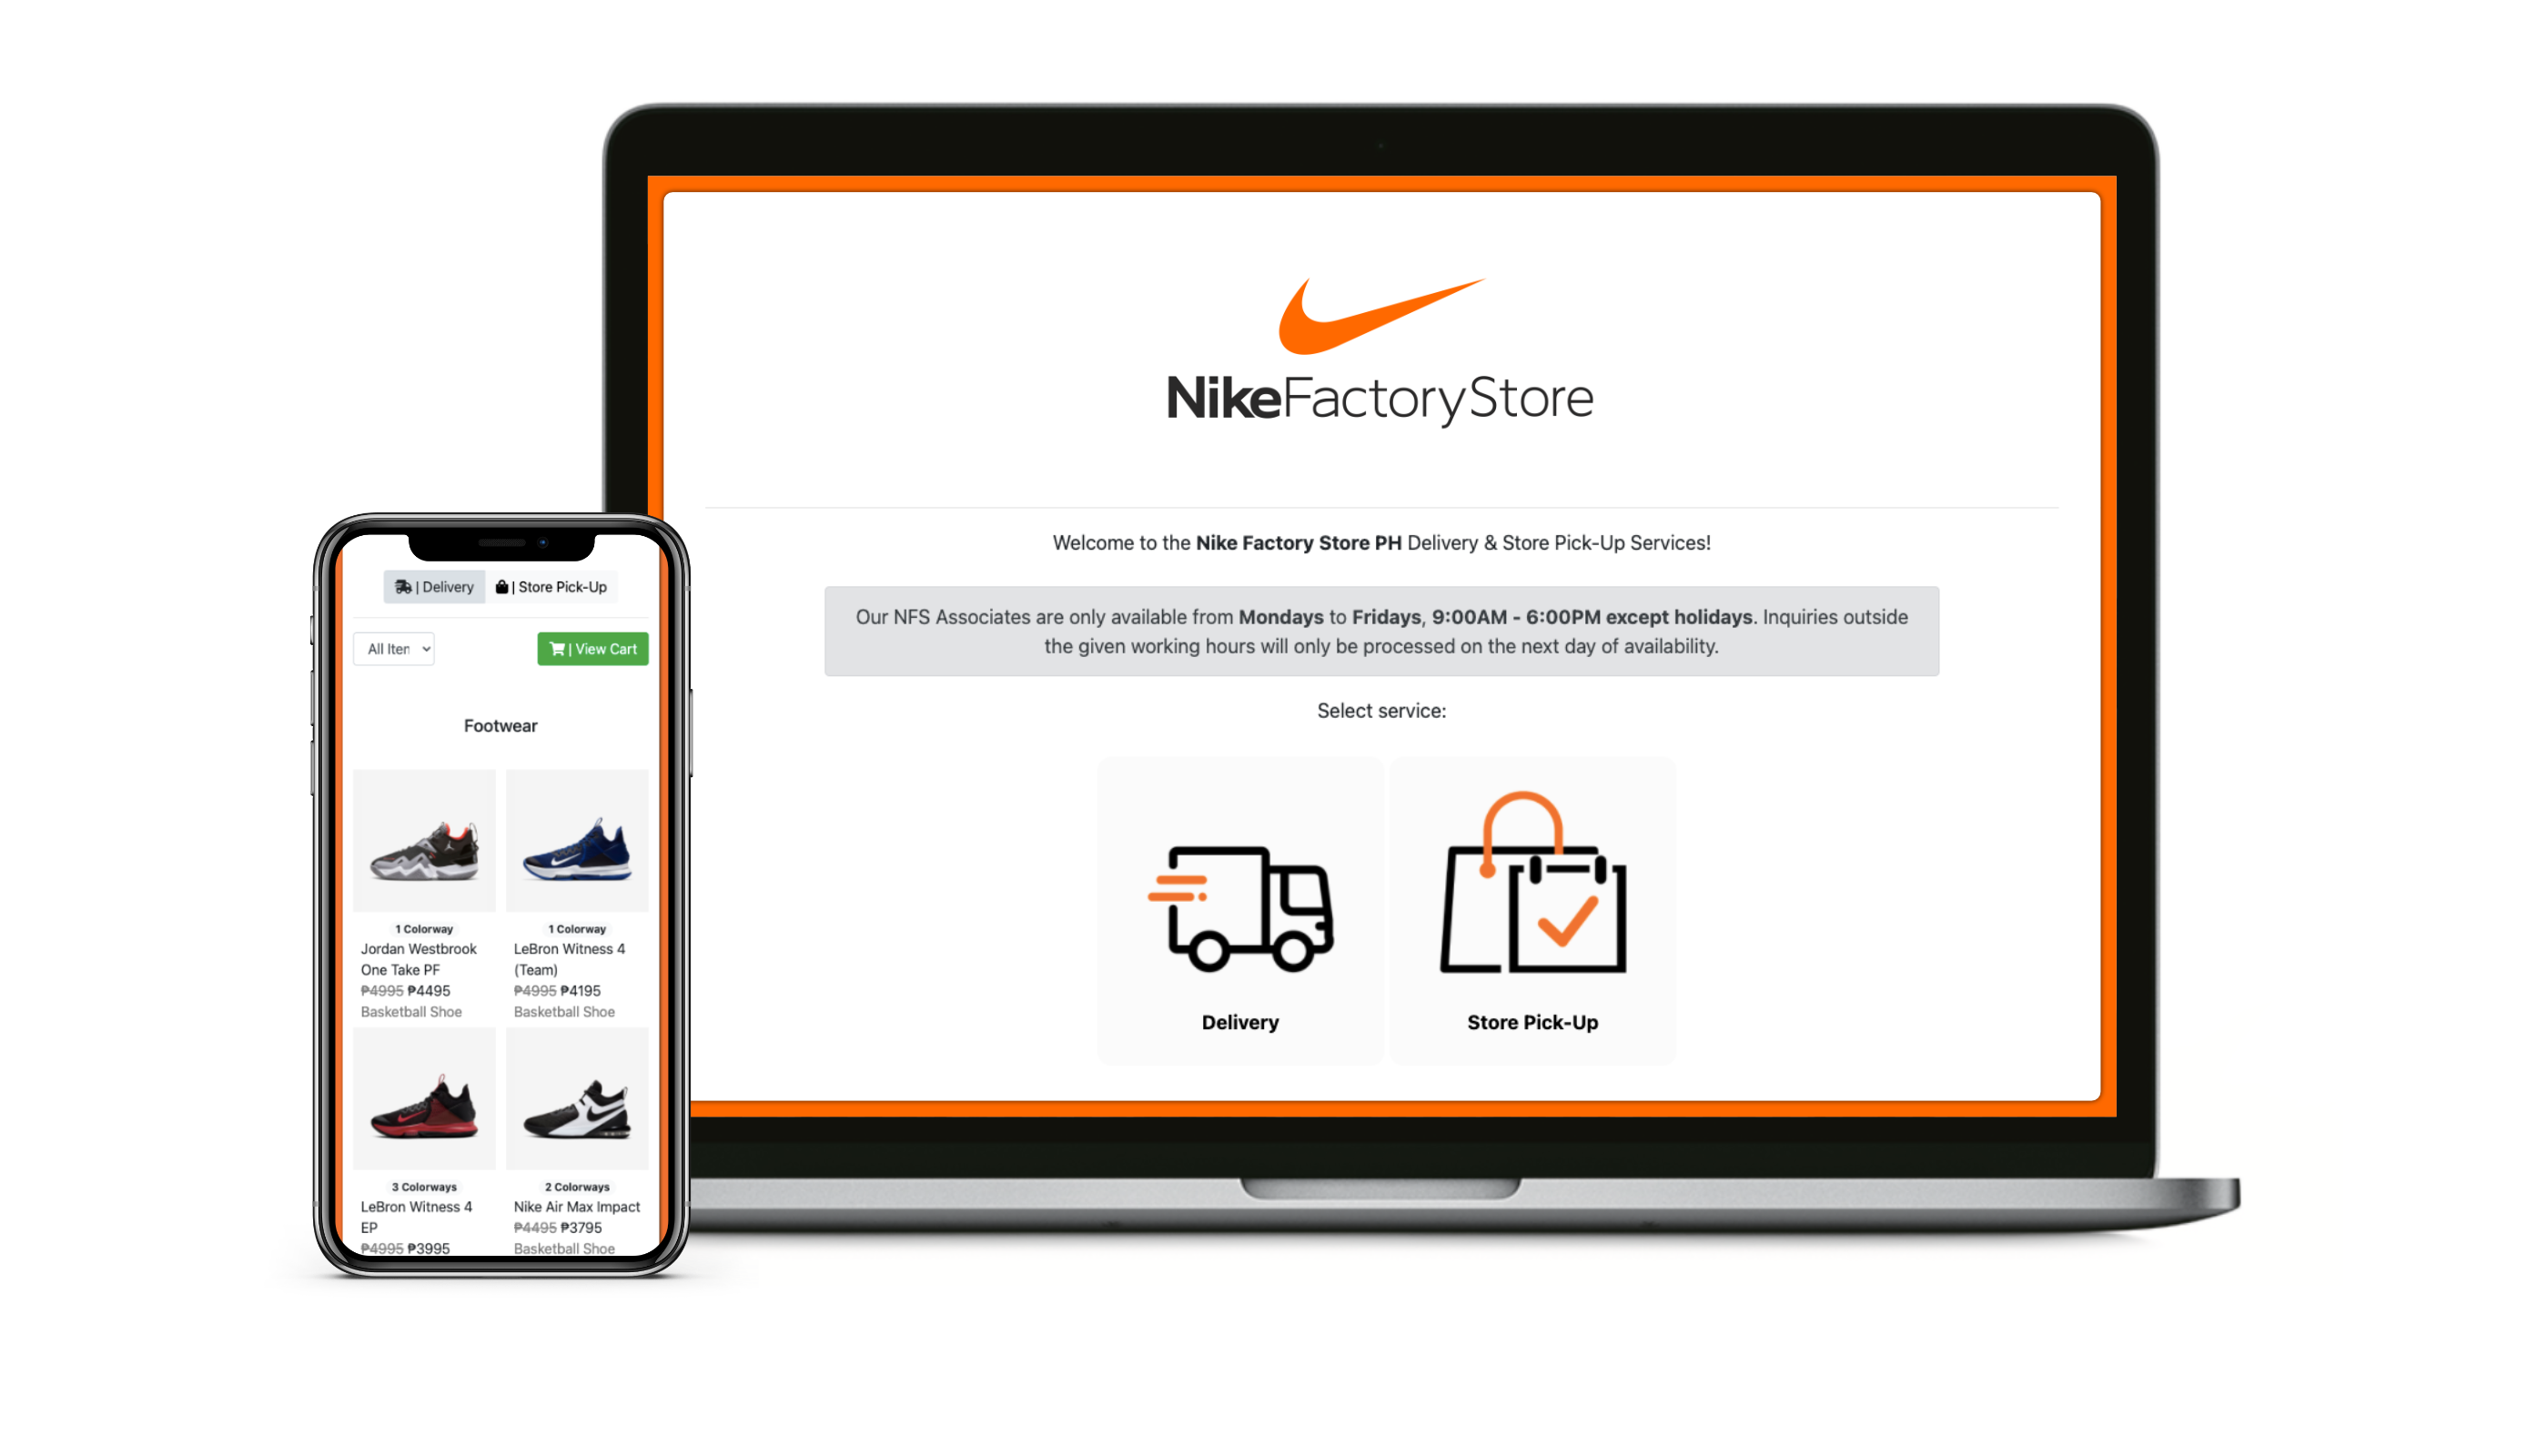 NikeFactoryStore
Welcome to the Nike Factory Store PH Delivery & Store Pick-Up Services!
Our NFS Associates are only available from Mondays to Fridays, 9:00AM - 6:00PM except holidays. Inquiries outside
the given working hours will only be processed on the next day of availability.
Select service:
Delivery
Store Pick-Up
| Delivery
| Store Pick-Up
All Iten
| View Cart
Footwear
1 Colorway
Jordan Westbrook
One Take PF
₱4995 ₱4495
Basketball Shoe
1 Colorway
LeBron Witness 4
(Team)
₱4995 ₱4195
Basketball Shoe
3 Colorways
LeBron Witness 4
EP
₱4995 ₱3995
2 Colorways
Nike Air Max Impact
₱4495 ₱3795
Basketball Shoe